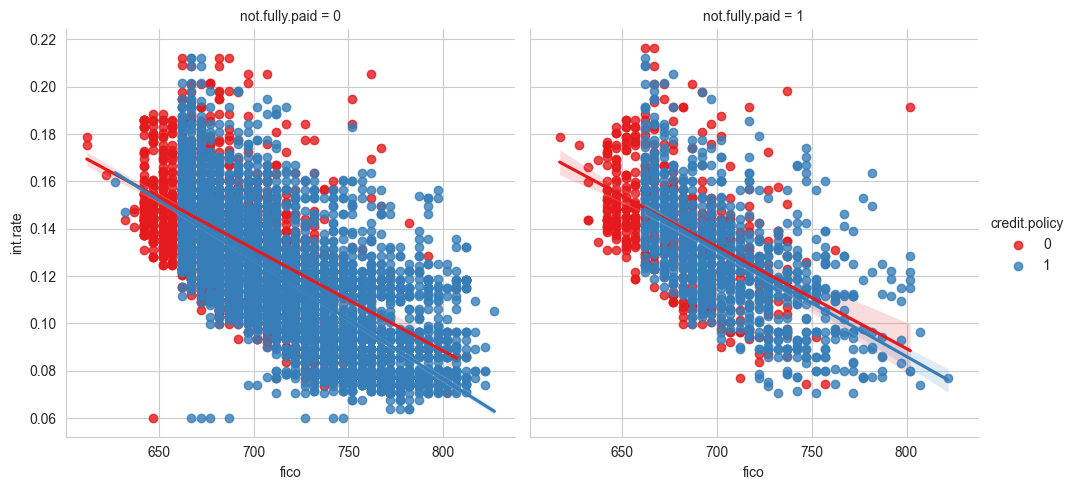 not.fully.paid = 0
not.fully.paid = 1
0.22
0.20
0.18
0.16
0.14
0.12
0.10
0.08
0.06
int.rate
650 700 750 800
650 700 750 800
fico
fico
credit.policy
0
1